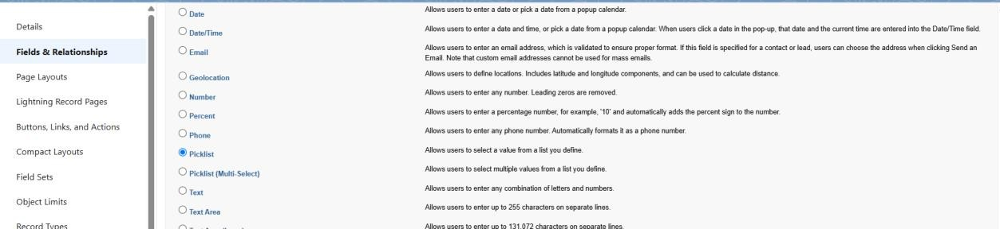 Details
Fields & Relationships
Page Layouts
Lightning Record Pages
Buttons, Links, and Actions
Compact Layouts
Field Sets
Object Limits
Record Types
Date
Allows users to enter a date or pick a date from a popup calendar.
Date/Time
Allows users to enter a date and time, or pick a date from a popup calendar. When users click a date in the pop-up, that date and the current time are entered into the Date/Time field.
Email
Allows users to enter an email address, which is validated to ensure proper format. If this field is specified for a contact or lead, users can choose the address when clicking Send an
Email. Note that custom email addresses cannot be used for mass emails.
Geolocation
Allows users to define locations. Includes latitude and longitude components, and can be used to calculate distance.
Number
Allows users to enter any number. Leading zeros are removed.
Percent
Allows users to enter a percentage number, for example, '10' and automatically adds the percent sign to the number.
Phone
Allows users to enter any phone number. Automatically formats it as a phone number.
Picklist
Allows users to select a value from a list you define.
Picklist (Multi-Select)
Allows users to select multiple values from a list you define.
Text
Allows users to enter any combination of letters and numbers.
Text Area
Allows users to enter up to 255 characters on separate lines.
Allows users to enter up to 131,072 characters on separate lines.